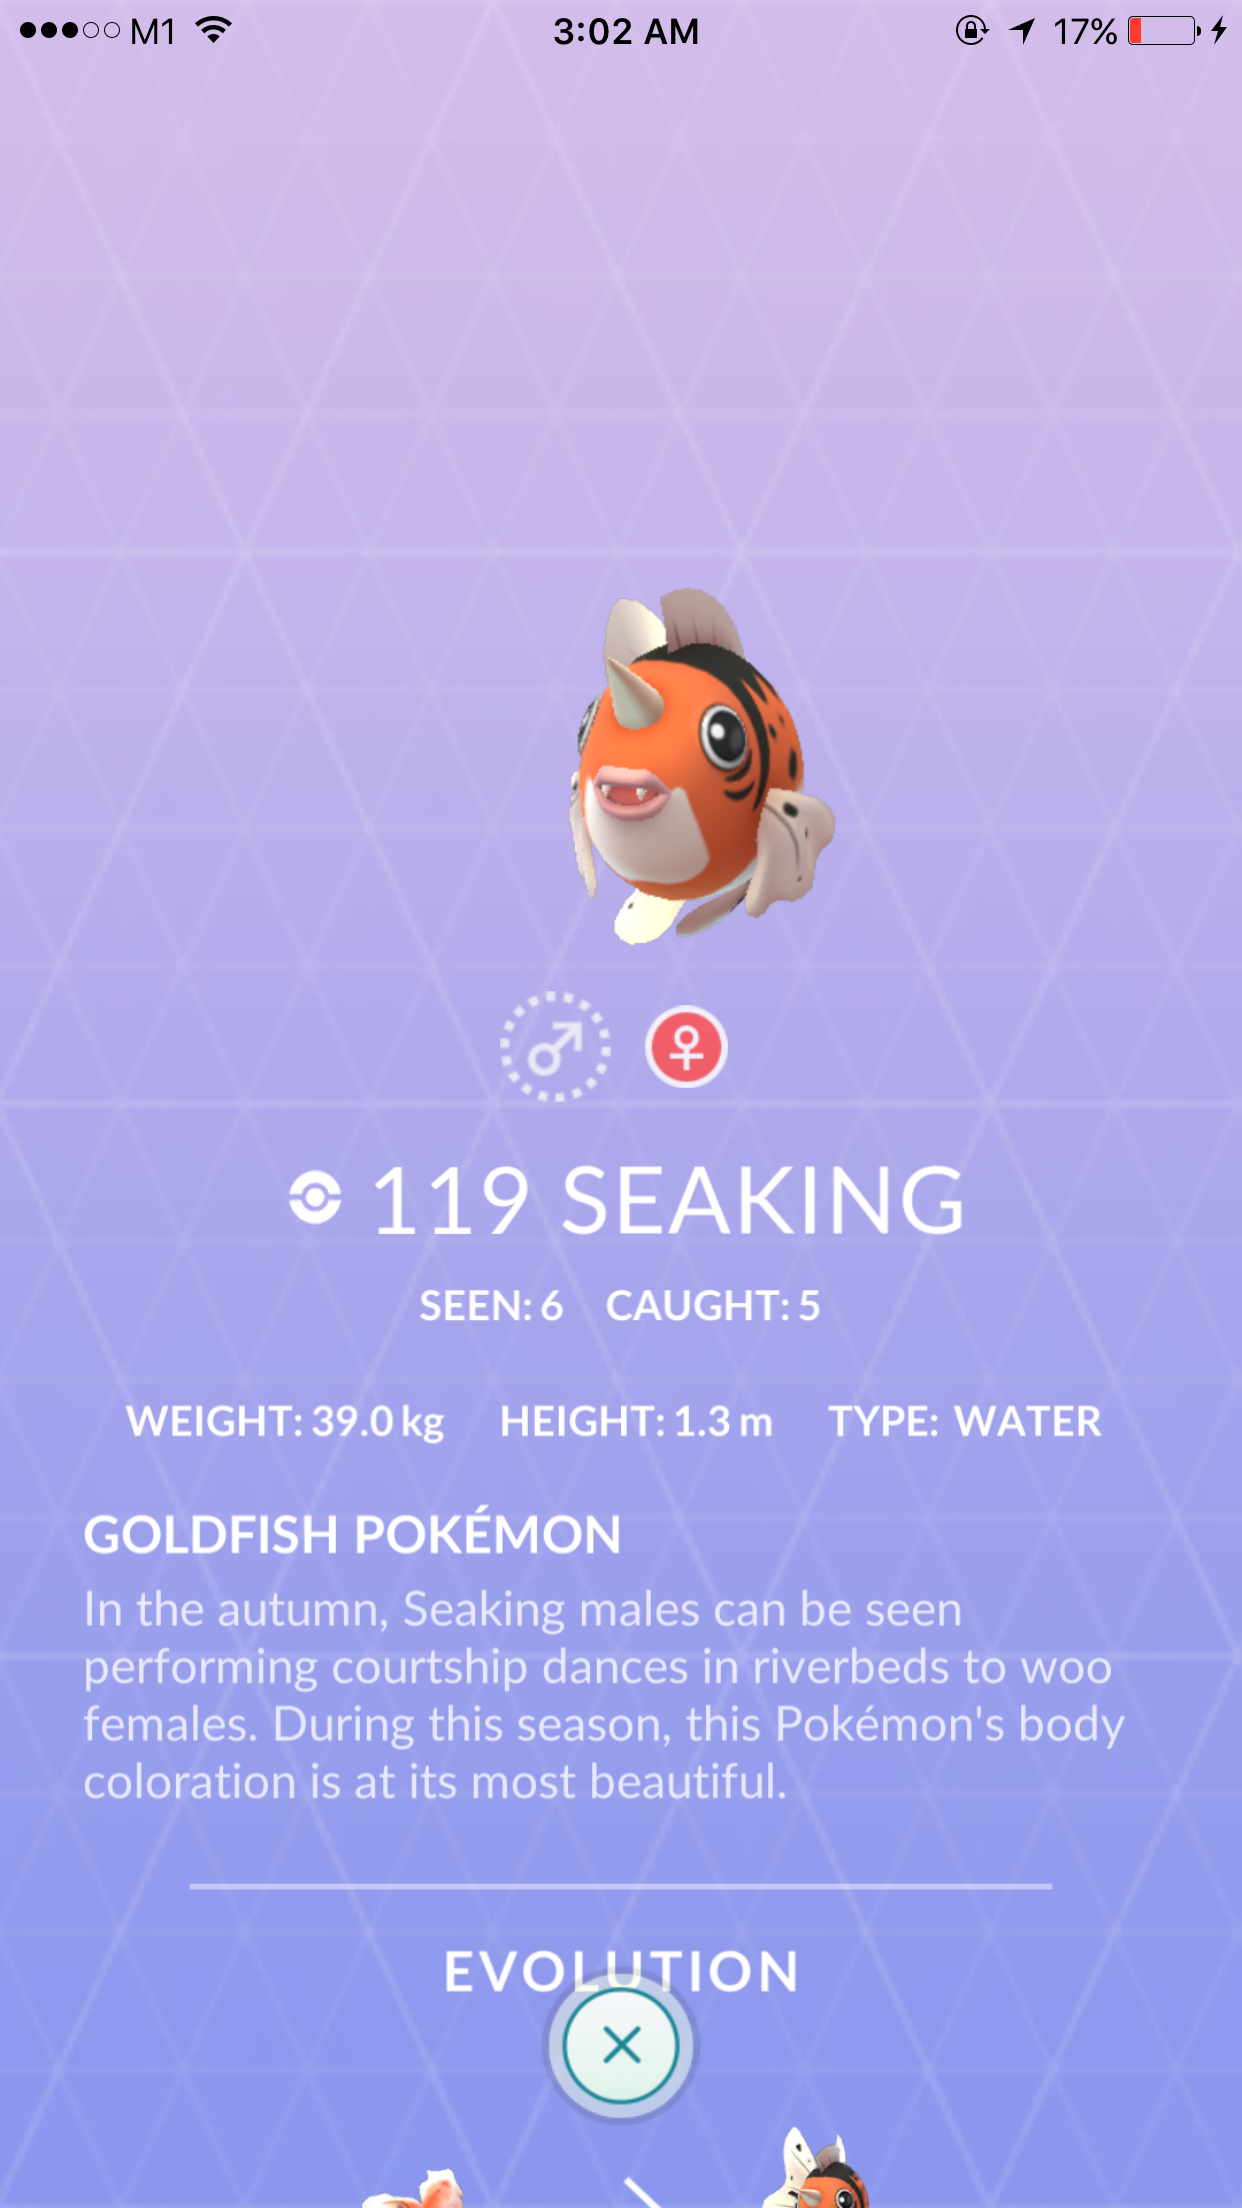 M1 3:02 AM 17%
119 SEAKING
SEEN: 6 CAUGHT: 5
WEIGHT: 39.0 kg HEIGHT: 1.3 m TYPE: WATER
GOLDFISH POKÉMON
In the autumn, Seaking males can be seen
performing courtship dances in riverbeds to woo
females. During this season, this Pokémon's body
coloration is at its most beautiful.
EVOLUTION